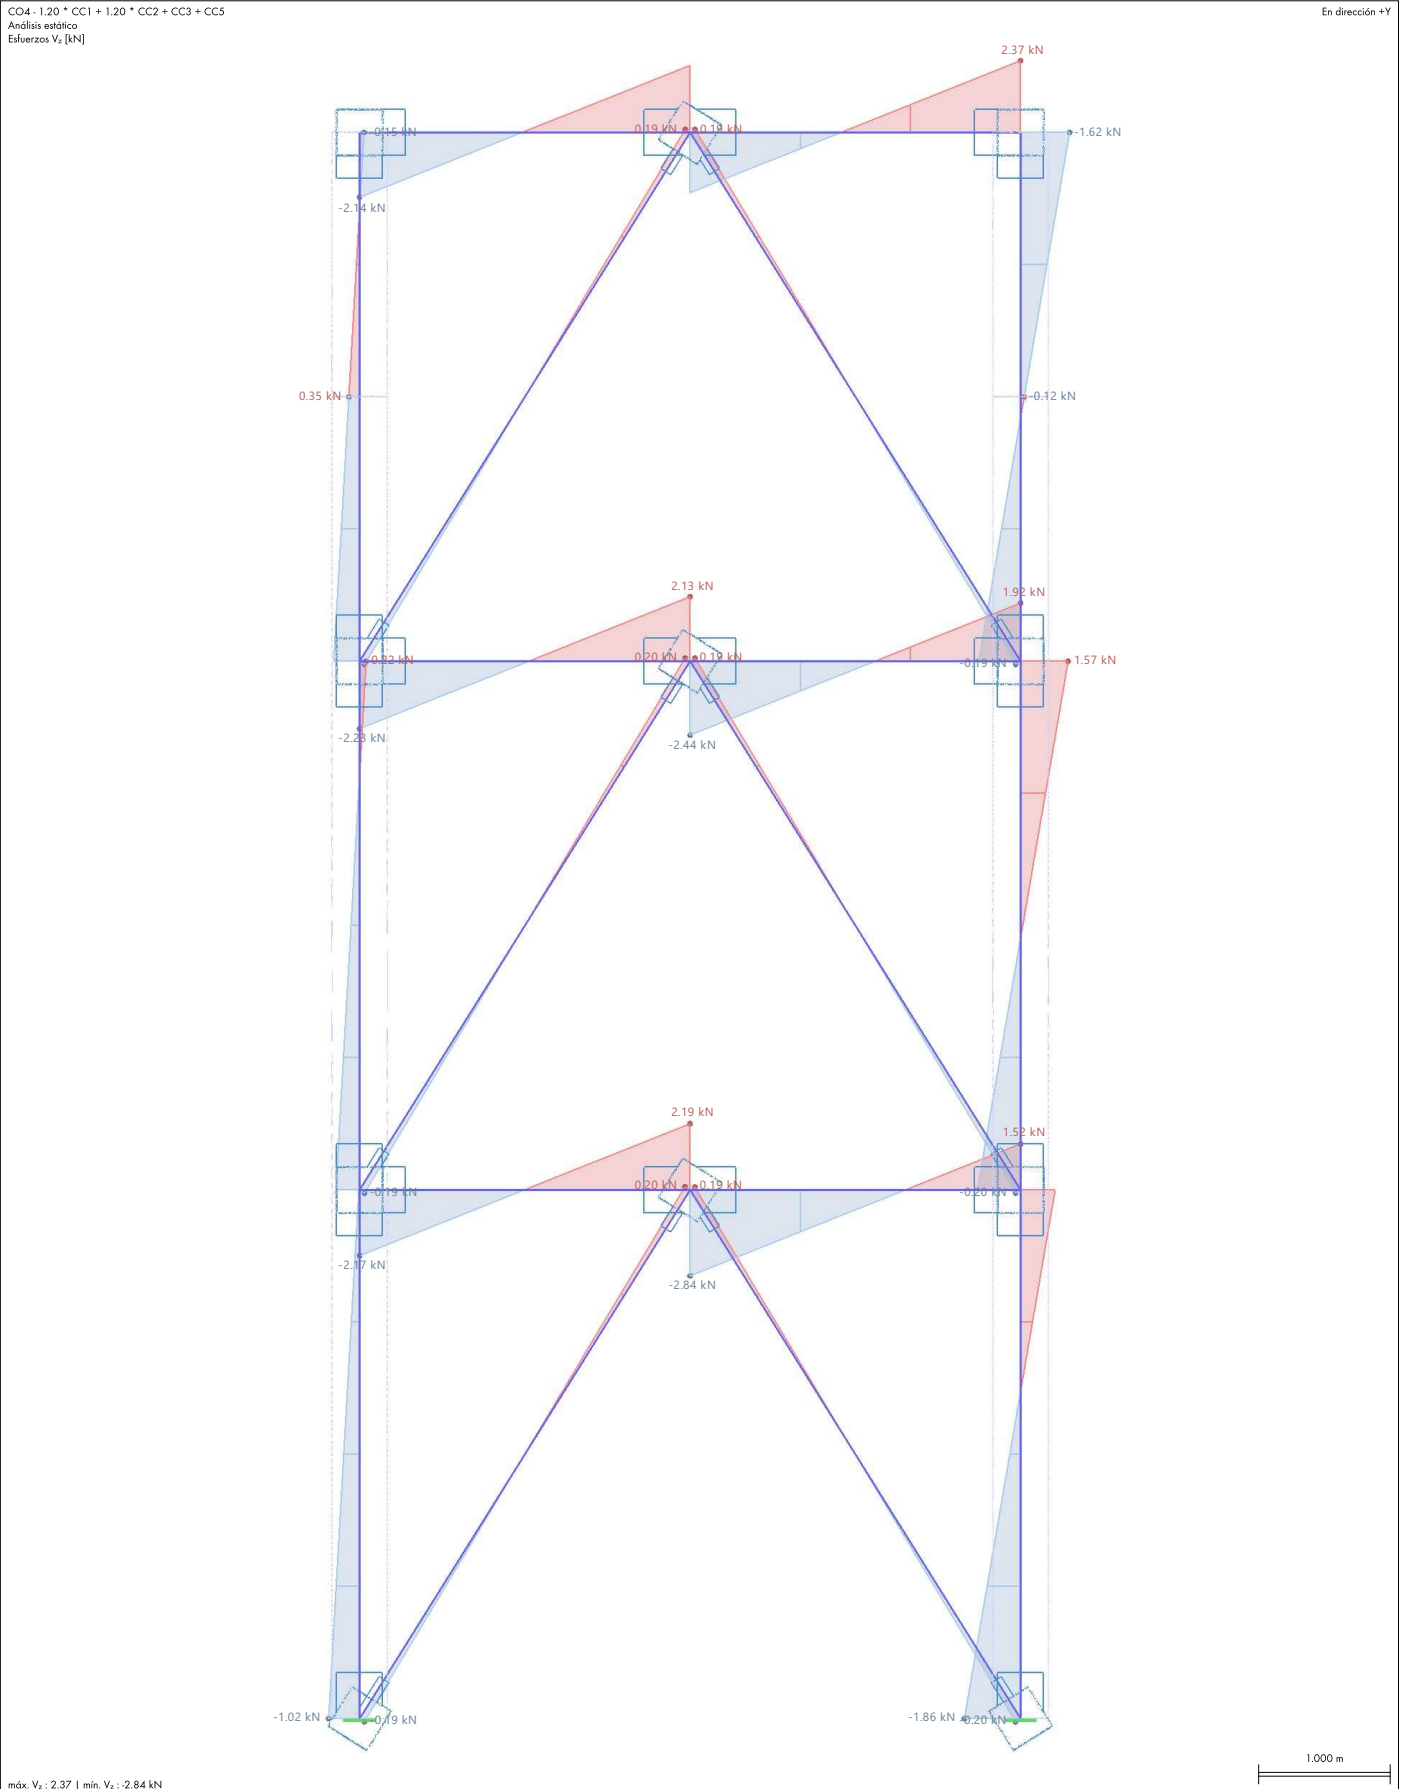 CO4 - 1.20 * CC1 + 1.20 * CC2 + CC3 + CC5
En dirección +Y
Análisis estático
Esfuerzos Vz [kN]
2.37 kN
-0.15 kN
0.19 kN
0.19 kN
-1.62 kN
-2.14 kN
0.35 kN
-0.12 kN
2.13 kN
1.92 kN
0.22 kN
0.20 kN
0.19 kN
-0.19 kN
1.57 kN
-2.23 kN
-2.44 kN
2.19 kN
1.52 kN
-0.19 kN
0.20 kN
0.19 kN
-0.20 kN
-2.17 kN
-2.84 kN
-1.02 kN
-0.19 kN
-1.86 kN
-0.20 kN
1.000 m
máx. Vz : 2.37 | mín. Vz : -2.84 kN